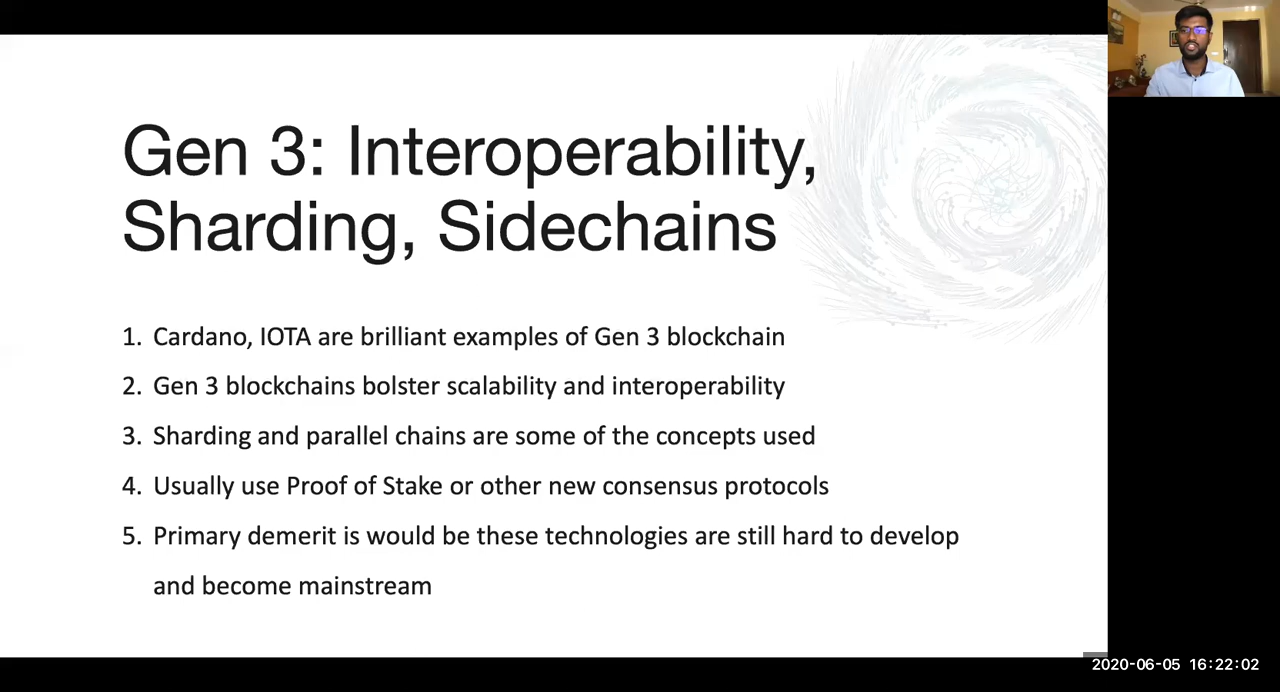 Gen 3: Interoperability,
Sharding, Sidechains
1. Cardano, IOTA are brilliant examples of Gen 3 blockchain
2. Gen 3 blockchains bolster scalability and interoperability
3. Sharding and parallel chains are some of the concepts used
4. Usually use Proof of Stake or other new consensus protocols
5. Primary demerit is would be these technologies are still hard to develop
and become mainstream
2020-06-05 16:22:02